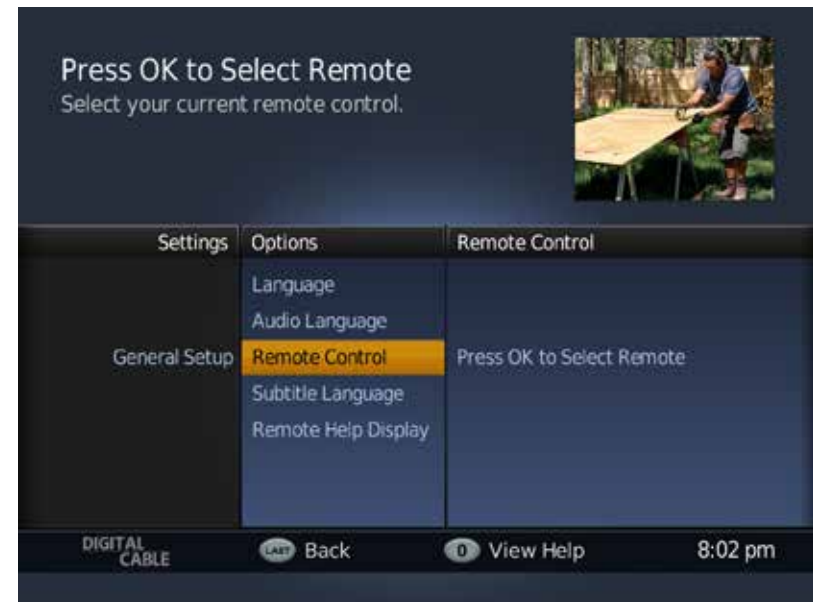 Press OK to Select Remote
Select your current remote control.
Settings
Options
Remote Control
Language
Audio Language
General Setup
Remote Control
Press OK to Select Remote
Subtitle Language
Remote Help Display
DIGITAL
CABLE
LAST Back
0 View Help
8:02 pm